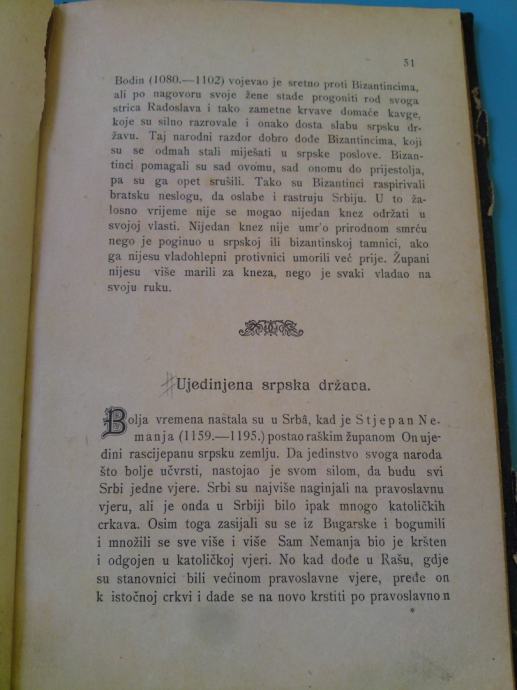 51
Bodin (1080.—1102) vojevao je sretno proti Bizantincima,
ali po nagovoru svoje žene stade progoniti rod svoga
strica Radoslava i tako zametne krvave domaće kavge,
koje su silno razrovale i onako dosta slabu srpsku dr-
žavu. Taj narodni razdor dobro dođe Bizantincima, koji
su se odmah stali miješati u srpske poslove. Bizan-
tinci pomagali su sad ovomu, sad onomu do prijestolja,
pa su ga opet srušili. Tako su Bizantinci raspirivali
bratsku neslogu, da oslabe i rastruju Srbiju. U to ža-
losno vrijeme nije se mogao nijedan knez održati u
svojoj vlasti. Nijedan knez nije umr'o prirodnom smrću
nego je poginuo u srpskoj ili bizantinskoj tamnici, ako
ga nijesu vladohlepni protivnici umorili već prije. Župani
nijesu više marili za kneza, nego je svaki vladao na
svoju ruku.
Ujedinjena srpska država.
Bolja vremena nastala su u Srbâ, kad je Stjepan Ne-
manja (1159.—1195.) postao raškim županom On uje
dini rascijepanu srpsku zemlju. Da jedinstvo svoga naroda
što bolje učvrsti, nastojao je svom silom, da budu svi
Srbi jedne vjere. Srbi su najviše naginjali na pravoslavnu
vjeru, ali je onda u Srbiji bilo ipak mnogo katoličkih
crkava. Osim toga zasijali su se iz Bugarske i bogumili
i množili se sve više i više Sam Nemanja bio je kršten
i odgojen u katoličkoj vjeri. No kad dođe u Rašu, gdje
su stanovnici bili većinom pravoslavne vjere, pređe on
k istočnoj crkvi i dade se na novo krstiti po pravoslavno n
*